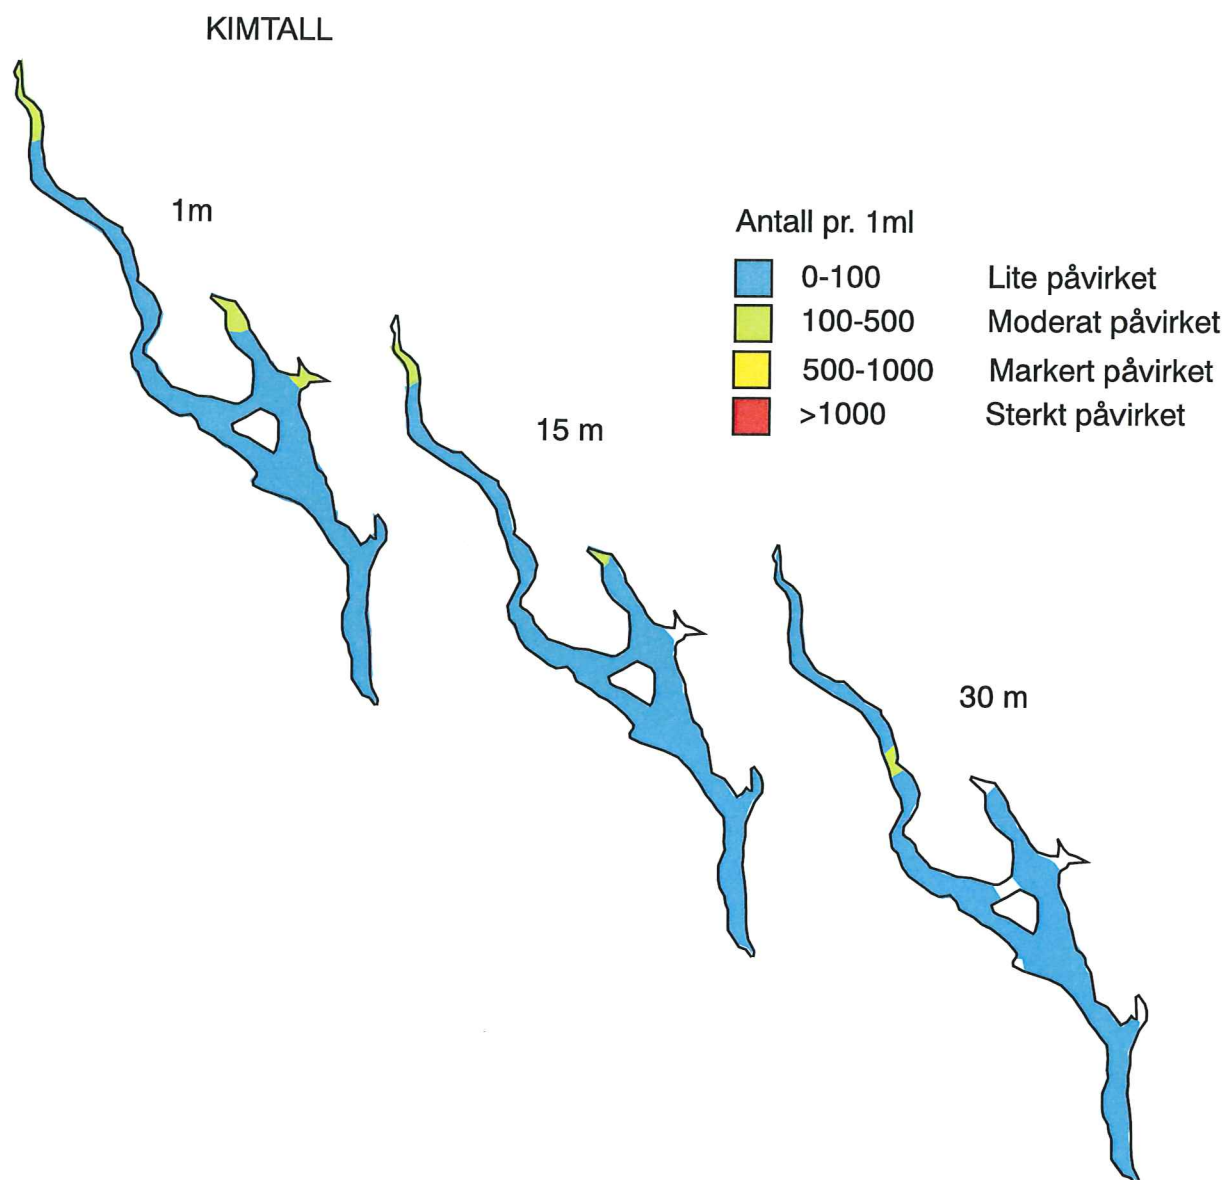 KIMTALL
1m
Antall pr. 1ml
0-100 Lite påvirket
100-500 Moderat påvirket
500-1000 Markert påvirket
>1000 Sterkt påvirket
15 m
30 m